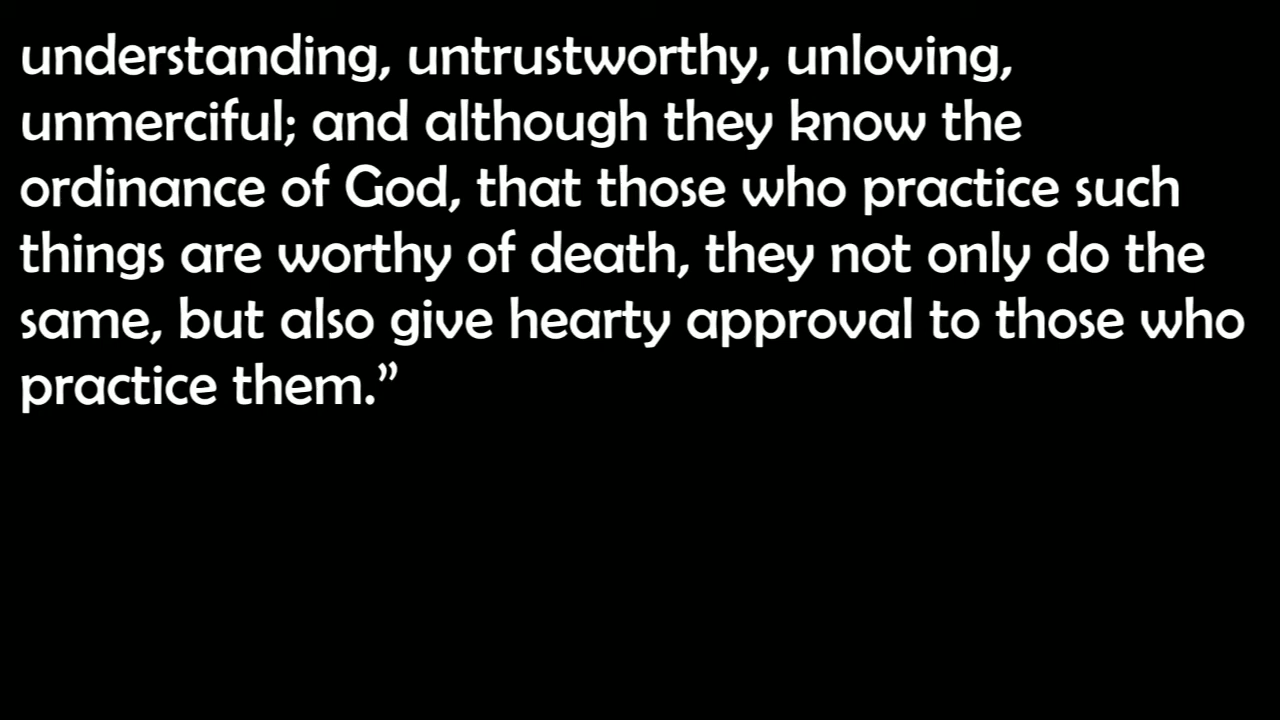 understanding, untrustworthy, unloving,
unmerciful; and although they know the
ordinance of God, that those who practice such
things are worthy of death, they not only do the
same, but also give hearty approval to those who
practice them.”